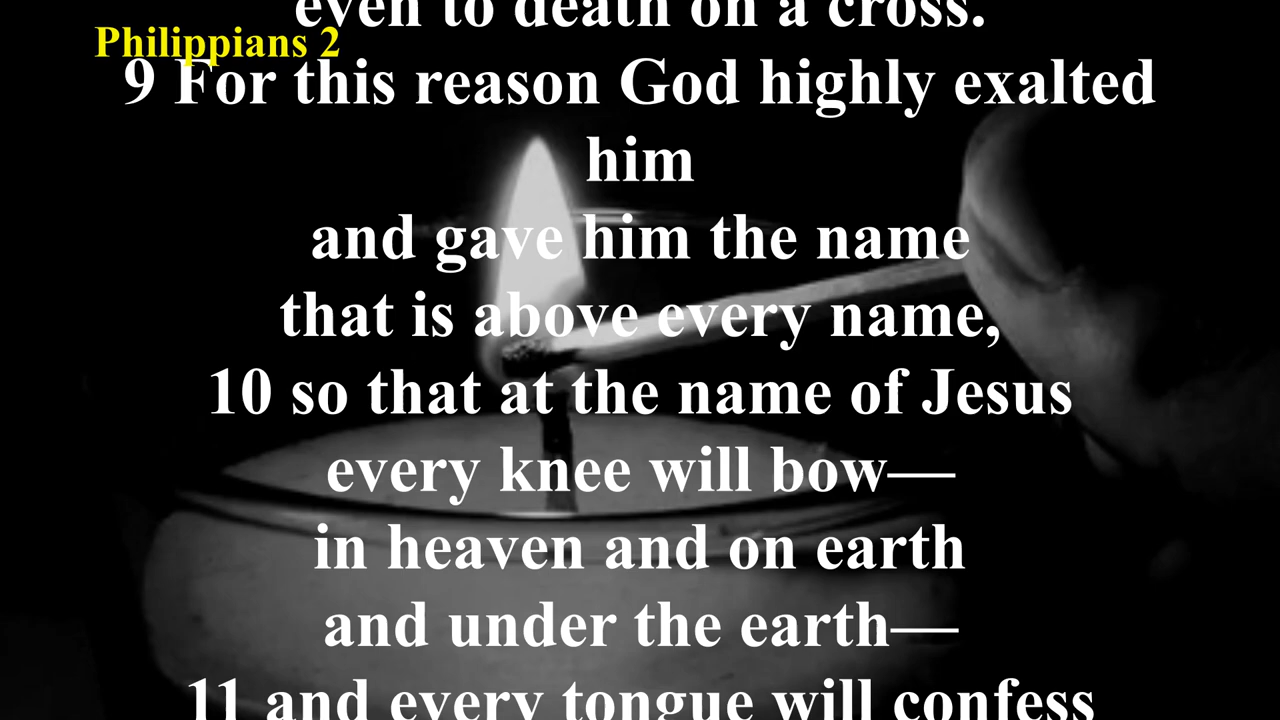 even to death on a cross.
Philippians 2
9 For this reason God highly exalted
him
and gave him the name
that is above every name,
10 so that at the name of Jesus
every knee will bow—
in heaven and on earth
and under the earth—
11 and every tongue will confess